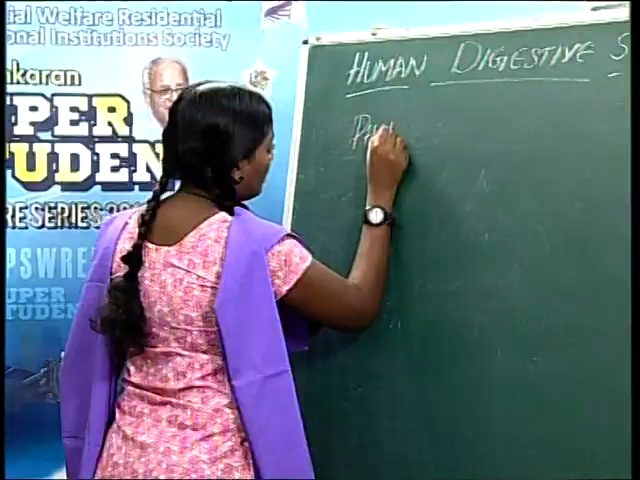 ial Welfare Residential
onal Institutions Society
nkaran
PER
TUDEN
RE SERIES
PSWRE
UPER
TUDEN
HUMAN DIGESTIVE S